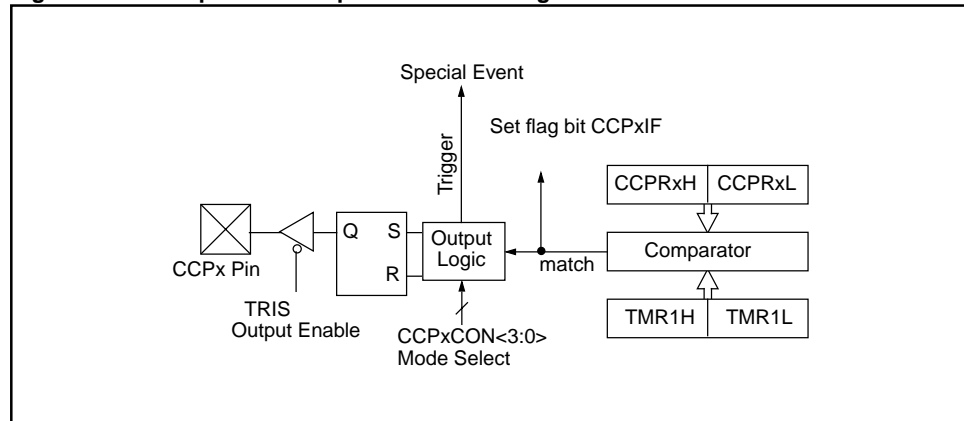 Special Event
Set flag bit CCPxIF
Trigger
CCPRxH CCPRxL
Q S
R
Output
Logic
match
Comparator
CCPx Pin
TRIS
Output Enable
TMR1H TMR1L
CCPxCON<3:0>
Mode Select